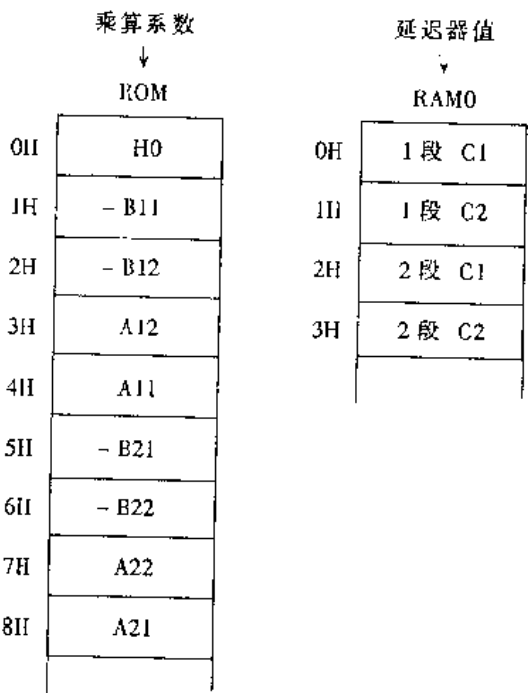 乘算系数
↓
ROM
0H H0
1H - B11
2H - B12
3H A12
4H A11
5H - B21
6H - B22
7H A22
8H A21
延迟器值
↓
RAM0
0H 1段 C1
1H 1段 C2
2H 2段 C1
3H 2段 C2